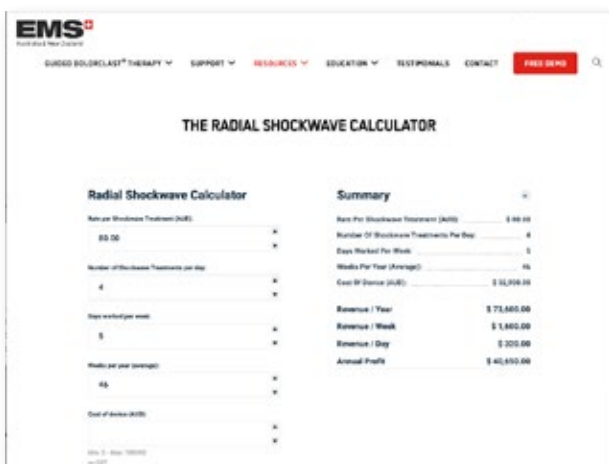 EMS
GUIDED DOLORCLAST® THERAPY SUPPORT RESOURCES EDUCATION TESTIMONIALS CONTACT FREE DEMO
THE RADIAL SHOCKWAVE CALCULATOR
Radial Shockwave Calculator
Rate per Shockwave Treatment (AUD):
80.00
Number of Shockwave Treatments per day:
4
Days worked per week:
5
Weeks per year (average):
46
Cost of device (AUD):
Summary
Rate Per Shockwave Treatment (AUD): $ 80.00
Number Of Shockwave Treatments Per Day: 4
Days Worked Per Week: 5
Weeks Per Year (Average): 46
Cost Of Device (AUD):
Revenue / Year $ 73,600.00
Revenue / Week $ 1,600.00
Revenue / Day $ 320.00
Annual Profit